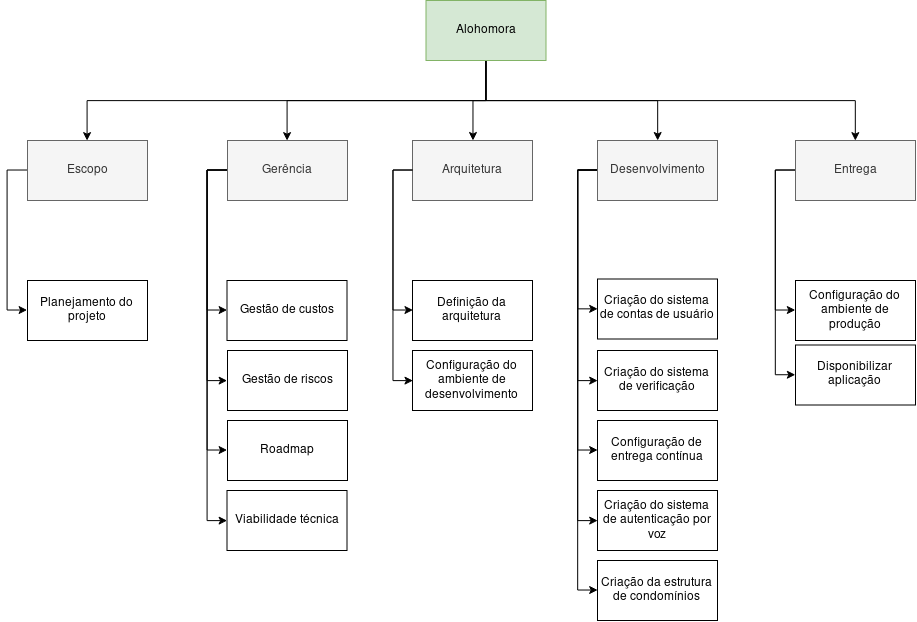 Alohomora
Escopo
Gerência
Arquitetura
Desenvolvimento
Entrega
Planejamento do
projeto
Gestão de custos
Gestão de riscos
Roadmap
Viabilidade técnica
Definição da
arquitetura
Configuração do
ambiente de
desenvolvimento
Criação do sistema
de contas de usuário
Criação do sistema
de verificação
Configuração de
entrega contínua
Criação do sistema
de autenticação por
voz
Criação da estrutura
de condomínios
Configuração do
ambiente de
produção
Disponibilizar
aplicação